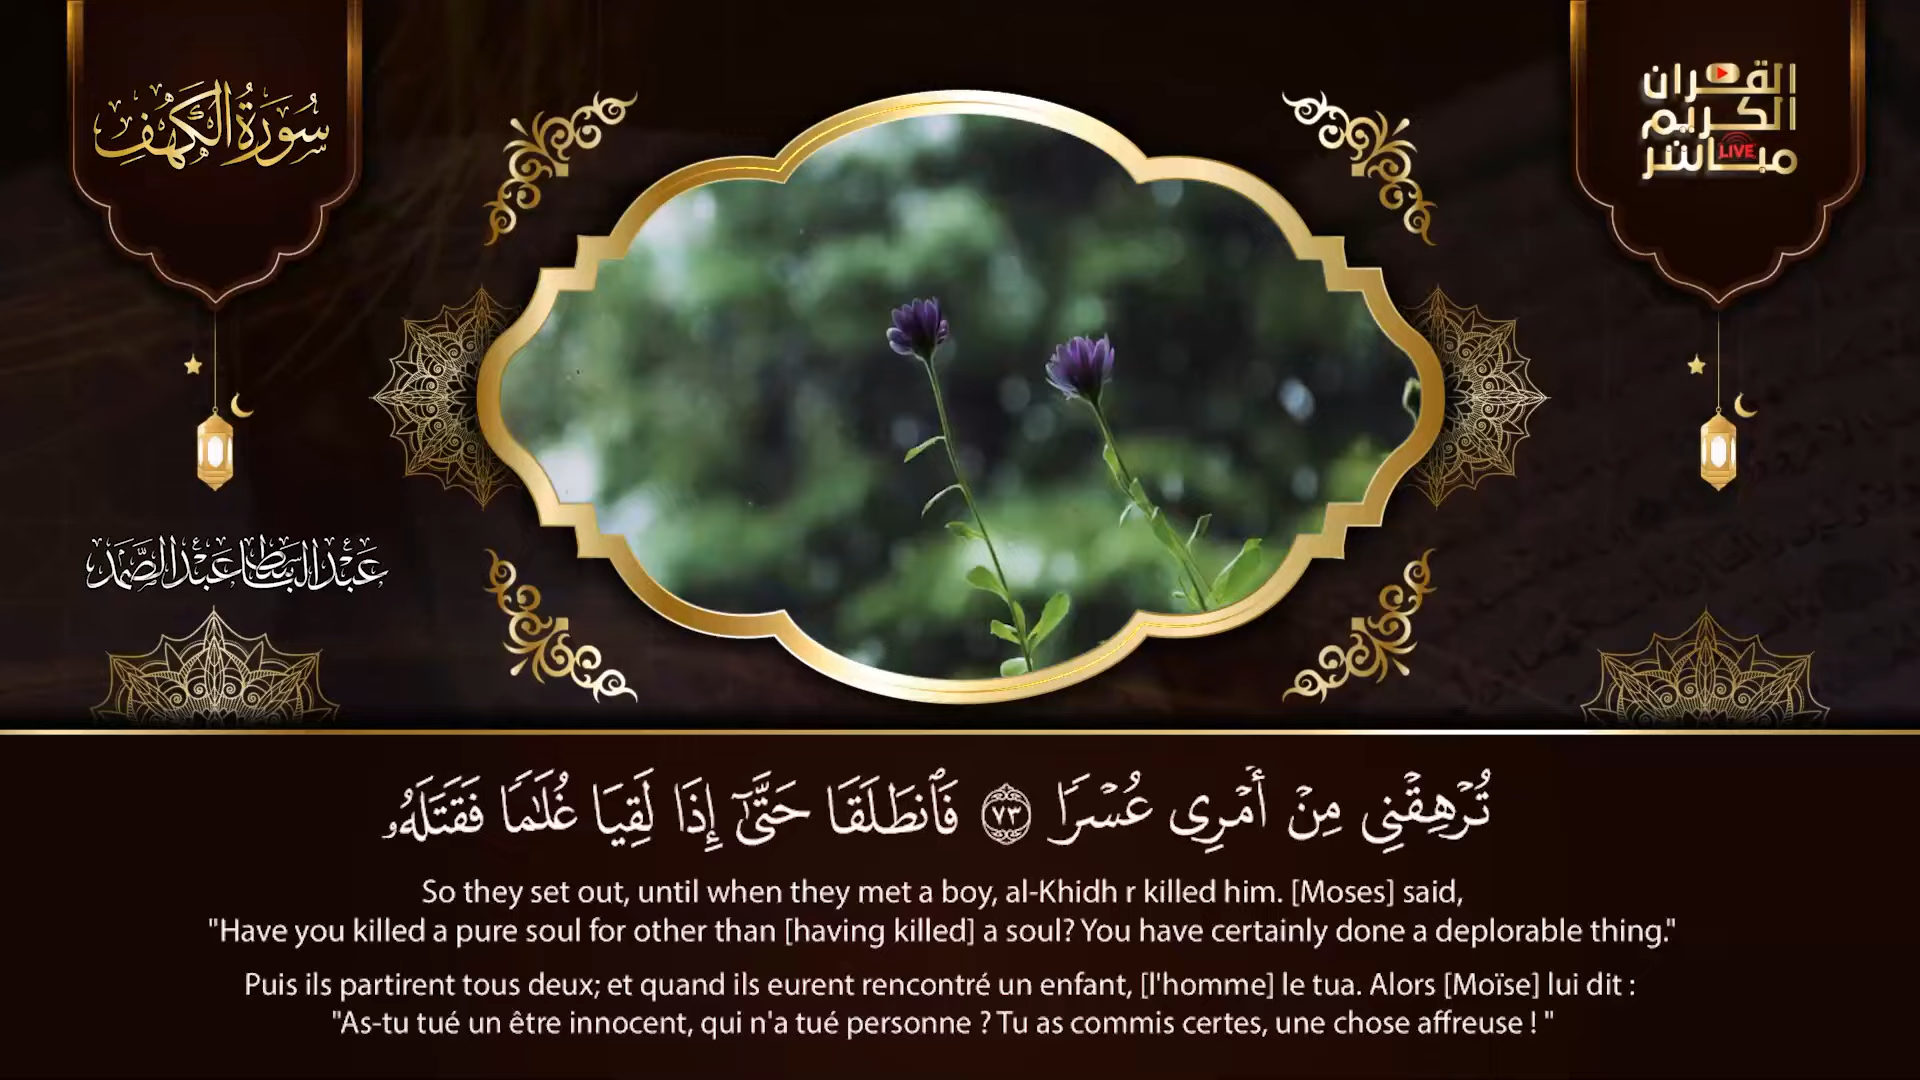 سُورَةُ الْكَهْفِ
القرآن
الكريم
مباشر
LIVE
عبد الباسط عبد الصمد
تُرْهِقْنِي مِنْ أَمْرِي عُسْرًا ٧٣ فَٱنطَلَقَا حَتَّىٰٓ إِذَا لَقِيَا غُلَٰمًا فَقَتَلَهُۥ
So they set out, until when they met a boy, al-Khidh r killed him. [Moses] said,
"Have you killed a pure soul for other than [having killed] a soul? You have certainly done a deplorable thing."
Puis ils partirent tous deux; et quand ils eurent rencontré un enfant, [l'homme] le tua. Alors [Moïse] lui dit :
"As-tu tué un être innocent, qui n'a tué personne ? Tu as commis certes, une chose affreuse ! "